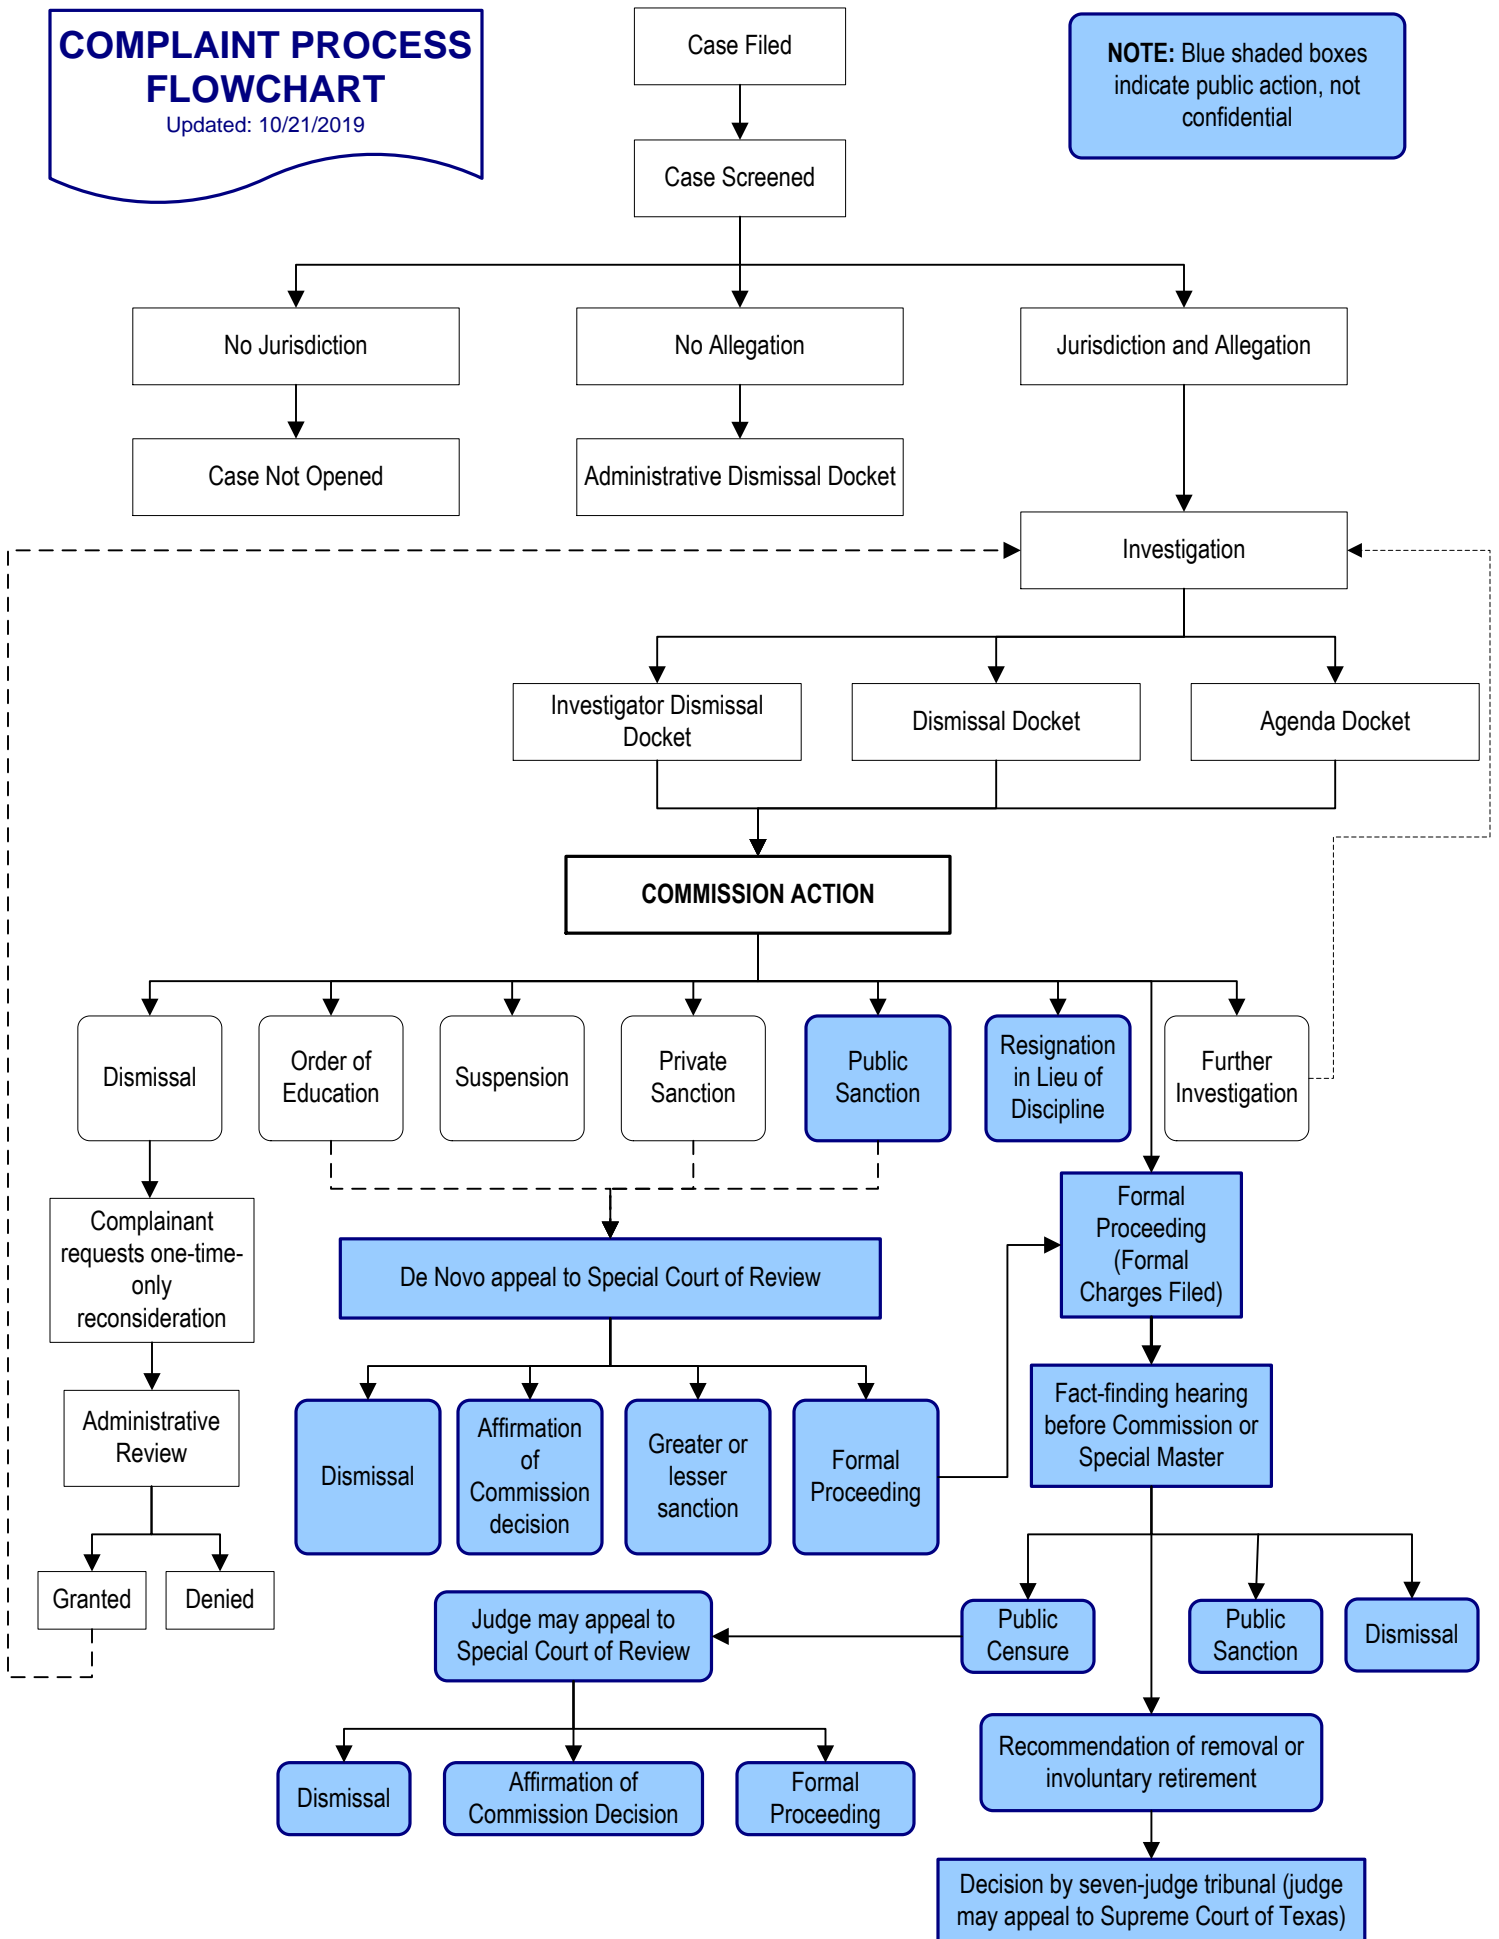 COMPLAINT PROCESS
FLOWCHART
Updated: 10/21/2019
Case Filed
NOTE: Blue shaded boxes
indicate public action, not
confidential
Case Screened
No Jurisdiction
No Allegation
Jurisdiction and Allegation
Case Not Opened
Administrative Dismissal Docket
Investigation
Investigator Dismissal
Docket
Dismissal Docket
Agenda Docket
COMMISSION ACTION
Dismissal
Order of
Education
Suspension
Private
Sanction
Public
Sanction
Resignation
in Lieu of
Discipline
Further
Investigation
Complainant
requests one-time-
only
reconsideration
De Novo appeal to Special Court of Review
Formal
Proceeding
(Formal
Charges Filed)
Administrative
Review
Dismissal
Affirmation
of
Commission
decision
Greater or
lesser
sanction
Formal
Proceeding
Fact-finding hearing
before Commission or
Special Master
Granted
Denied
Judge may appeal to
Special Court of Review
Public
Censure
Public
Sanction
Dismissal
Dismissal
Affirmation of
Commission Decision
Formal
Proceeding
Recommendation of removal or
involuntary retirement
Decision by seven-judge tribunal (judge
may appeal to Supreme Court of Texas)